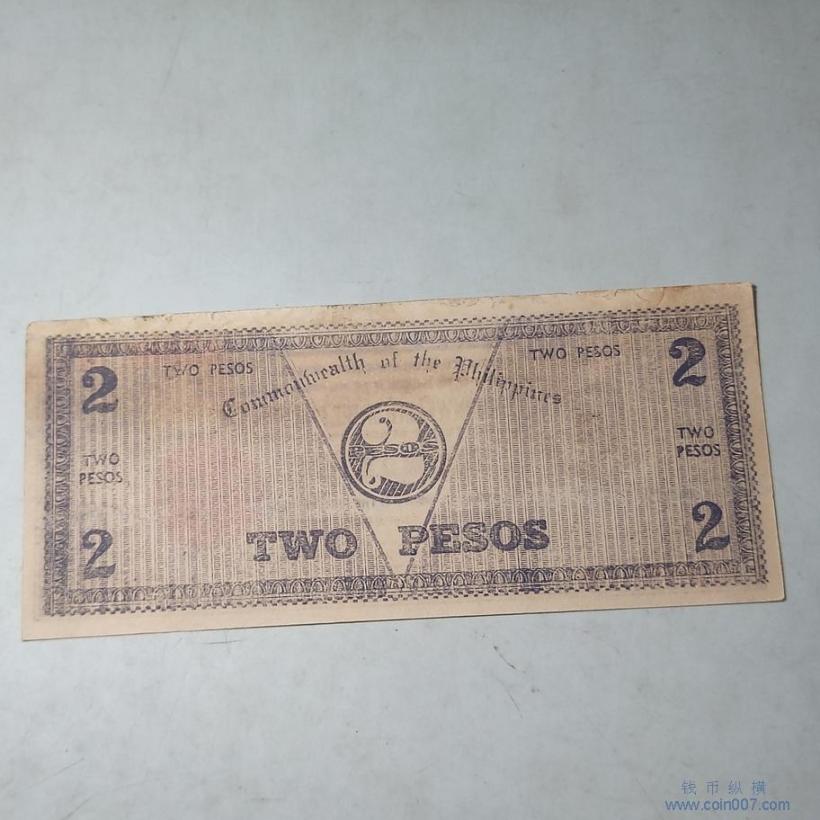 TWO PESOS
TWO PESOS
2
2
Commonwealth of the Philippines
PESOS
2
TWO
PESOS
TWO
PESOS
TWO PESOS
2
2
钱币纵横
www.coin007.com